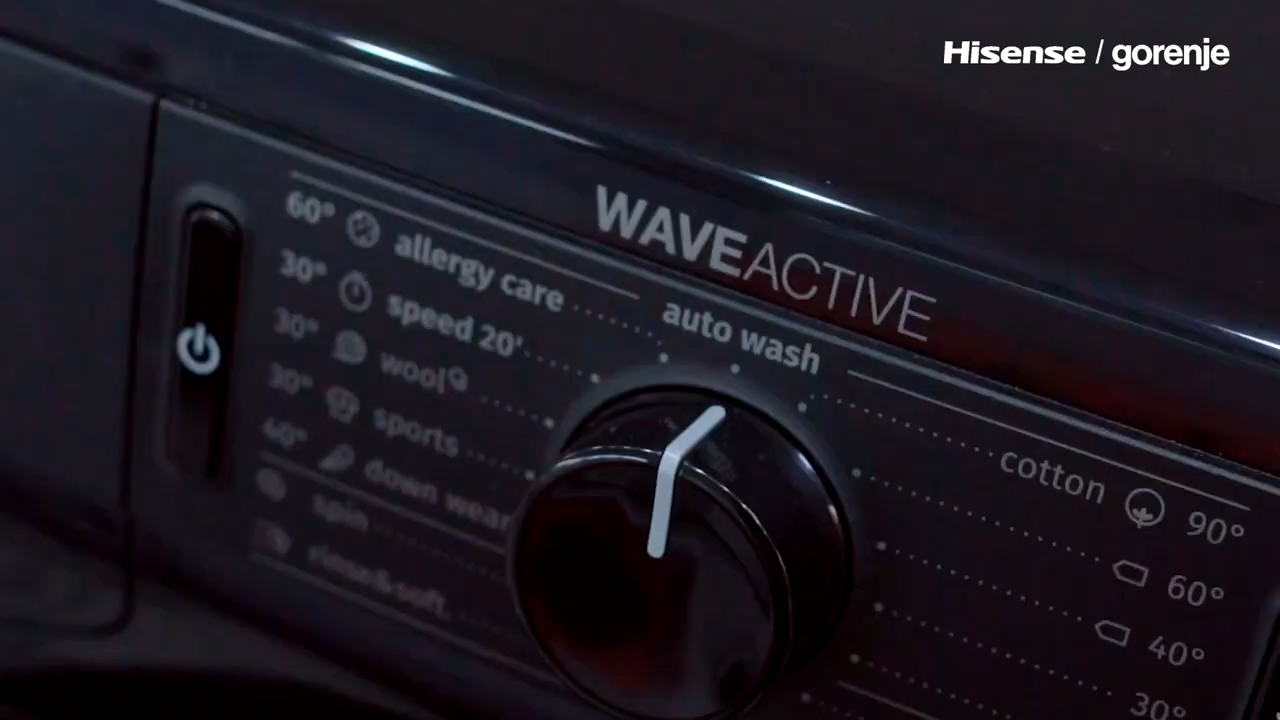 Hisense / gorenje
WAVEACTIVE
60° allergy care
auto wash
30° speed 20'
30° wool
30° sports
40° down wear
spin
rinse&soft.
cotton 90°
60°
40°
30°